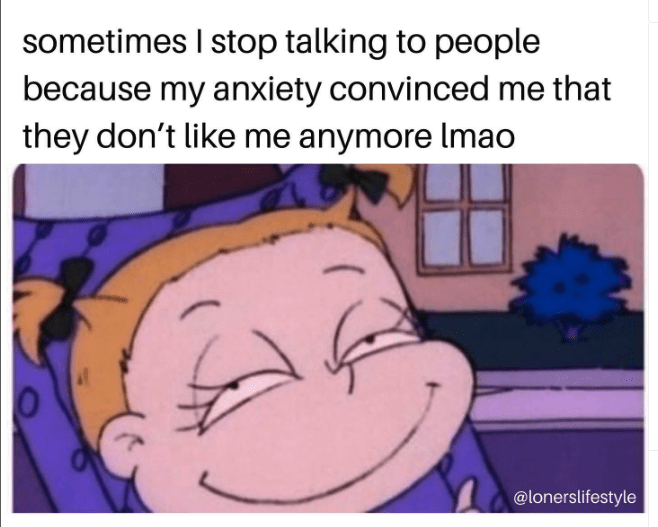 sometimes I stop talking to people
because my anxiety convinced me that
they don’t like me anymore lmao
@lonerslifestyle